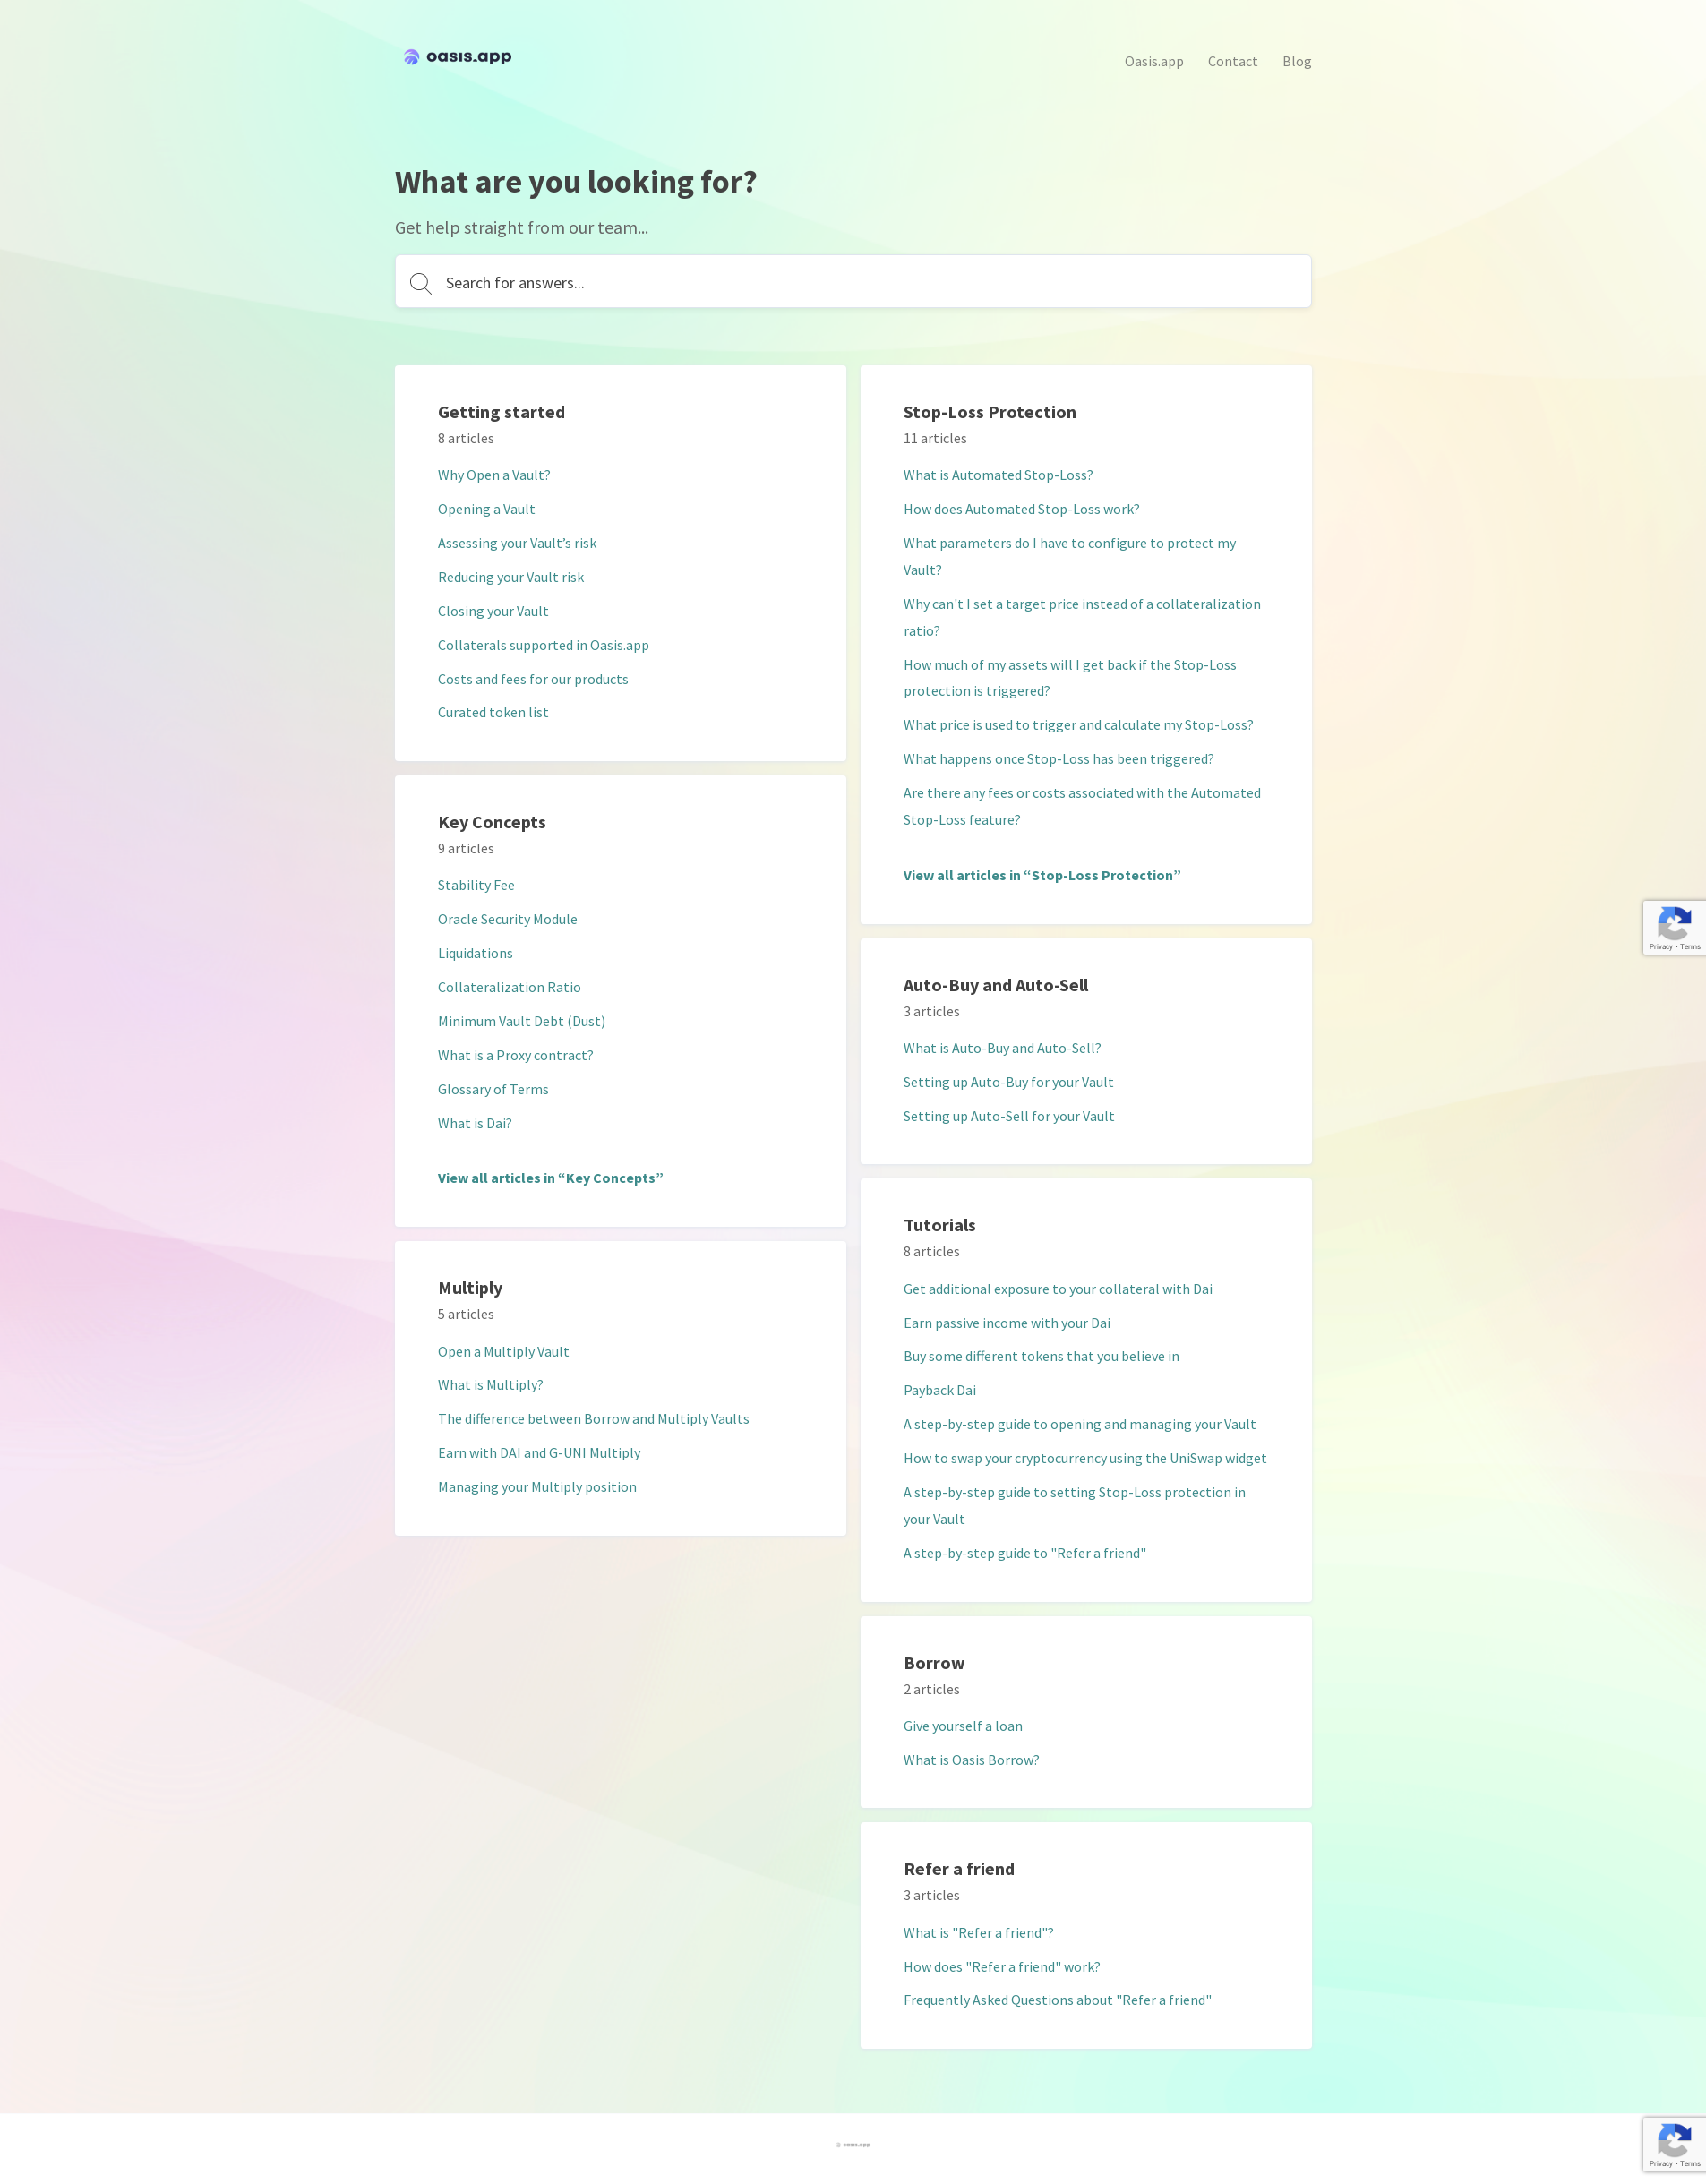 oasis.app
Oasis.app
Contact
Blog
What are you looking for?
Get help straight from our team...
Search for answers...
Getting started
8 articles
Why Open a Vault?
Opening a Vault
Assessing your Vault’s risk
Reducing your Vault risk
Closing your Vault
Collaterals supported in Oasis.app
Costs and fees for our products
Curated token list
Key Concepts
9 articles
Stability Fee
Oracle Security Module
Liquidations
Collateralization Ratio
Minimum Vault Debt (Dust)
What is a Proxy contract?
Glossary of Terms
What is Dai?
View all articles in “Key Concepts”
Multiply
5 articles
Open a Multiply Vault
What is Multiply?
The difference between Borrow and Multiply Vaults
Earn with DAI and G-UNI Multiply
Managing your Multiply position
Stop-Loss Protection
11 articles
What is Automated Stop-Loss?
How does Automated Stop-Loss work?
What parameters do I have to configure to protect my
Vault?
Why can't I set a target price instead of a collateralization
ratio?
How much of my assets will I get back if the Stop-Loss
protection is triggered?
What price is used to trigger and calculate my Stop-Loss?
What happens once Stop-Loss has been triggered?
Are there any fees or costs associated with the Automated
Stop-Loss feature?
View all articles in “Stop-Loss Protection”
Auto-Buy and Auto-Sell
3 articles
What is Auto-Buy and Auto-Sell?
Setting up Auto-Buy for your Vault
Setting up Auto-Sell for your Vault
Tutorials
8 articles
Get additional exposure to your collateral with Dai
Earn passive income with your Dai
Buy some different tokens that you believe in
Payback Dai
A step-by-step guide to opening and managing your Vault
How to swap your cryptocurrency using the UniSwap widget
A step-by-step guide to setting Stop-Loss protection in
your Vault
A step-by-step guide to "Refer a friend"
Borrow
2 articles
Give yourself a loan
What is Oasis Borrow?
Refer a friend
3 articles
What is "Refer a friend"?
How does "Refer a friend" work?
Frequently Asked Questions about "Refer a friend"
Privacy - Terms
oasis.app
Privacy - Terms